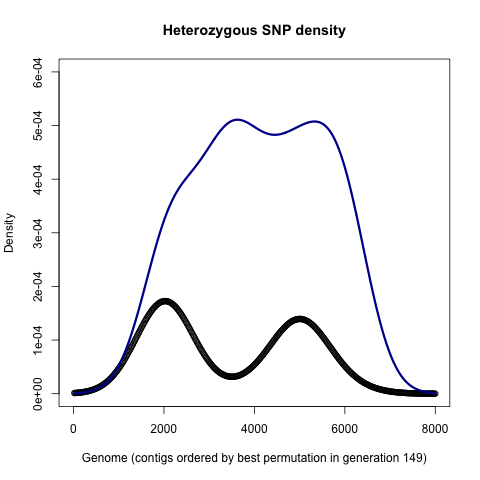 Heterozygous SNP density
Density
6e-04
5e-04
4e-04
3e-04
2e-04
1e-04
0e+00
0 2000 4000 6000 8000
Genome (contigs ordered by best permutation in generation 149)